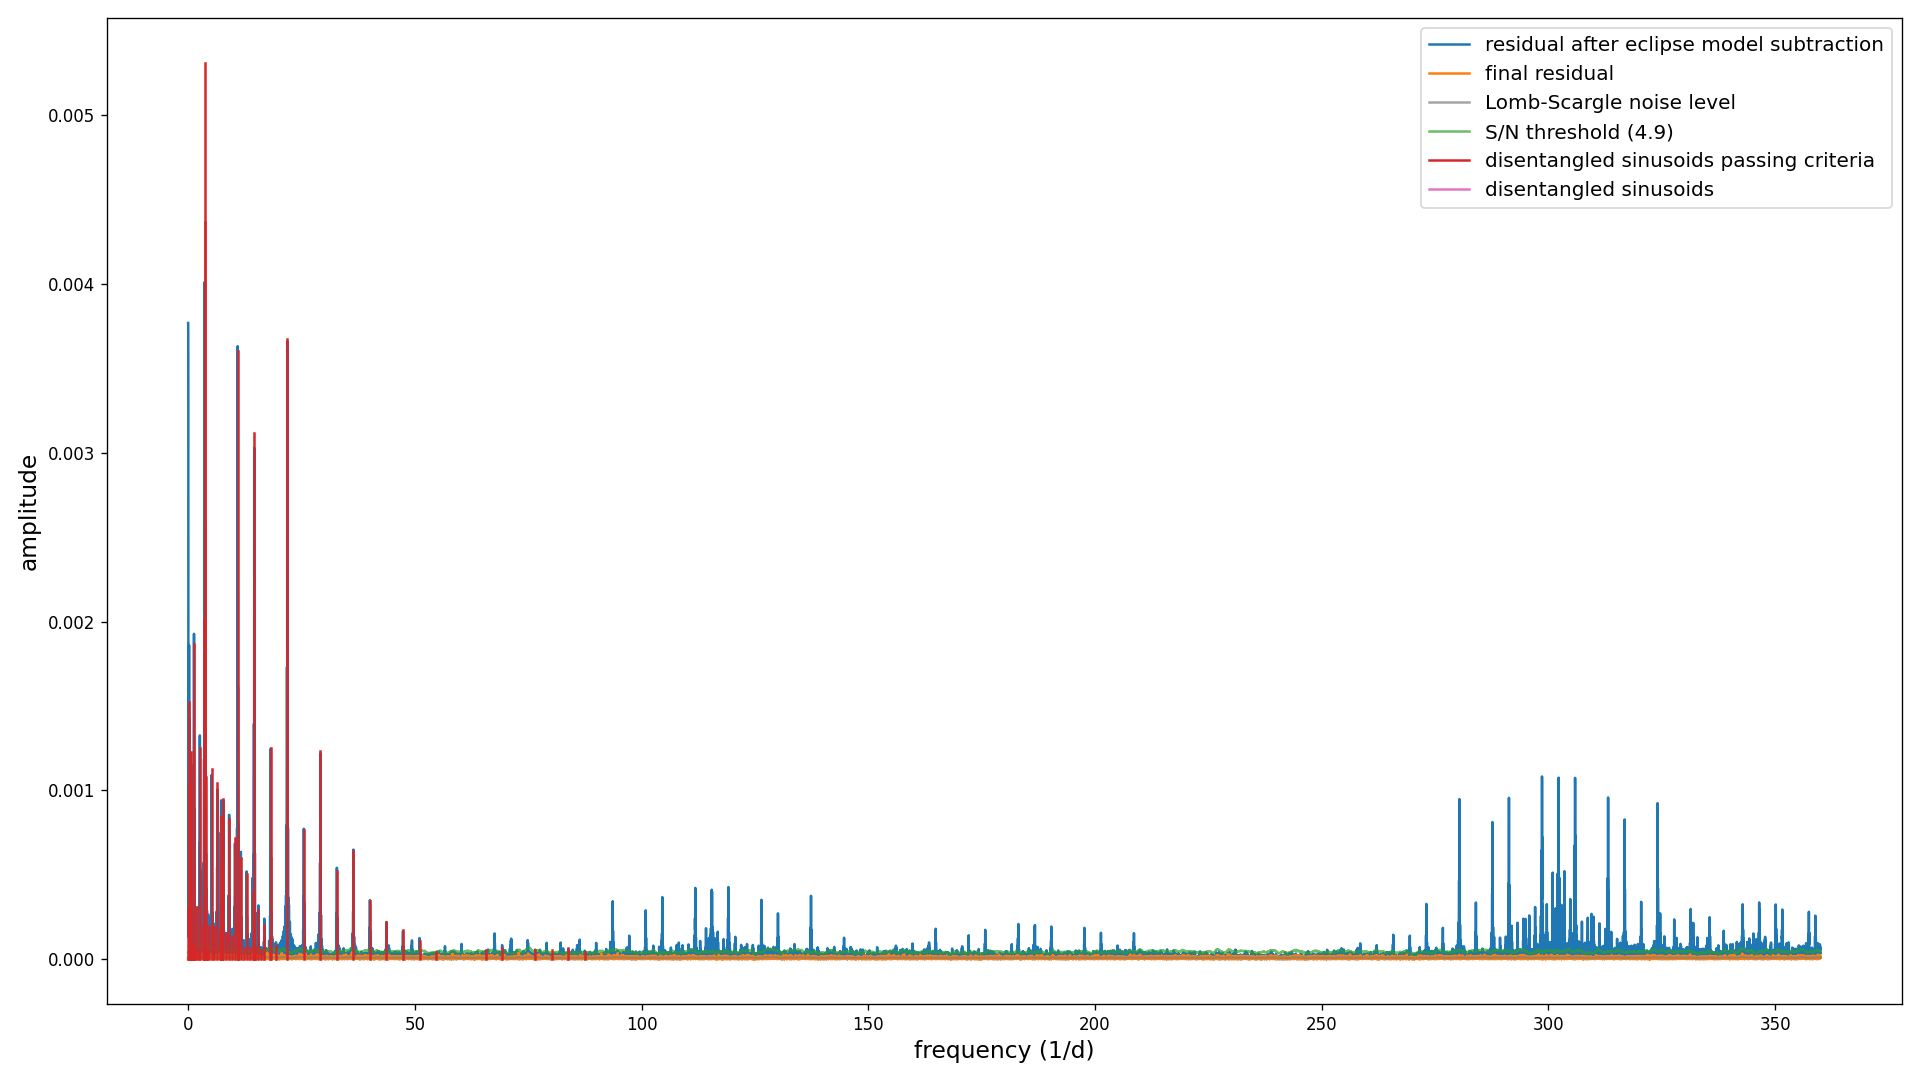 residual after eclipse model subtraction
final residual
Lomb-Scargle noise level
S/N threshold (4.9)
disentangled sinusoids passing criteria
disentangled sinusoids
amplitude
0.005
0.004
0.003
0.002
0.001
0.000
0 50 100 150 200 250 300 350
frequency (1/d)